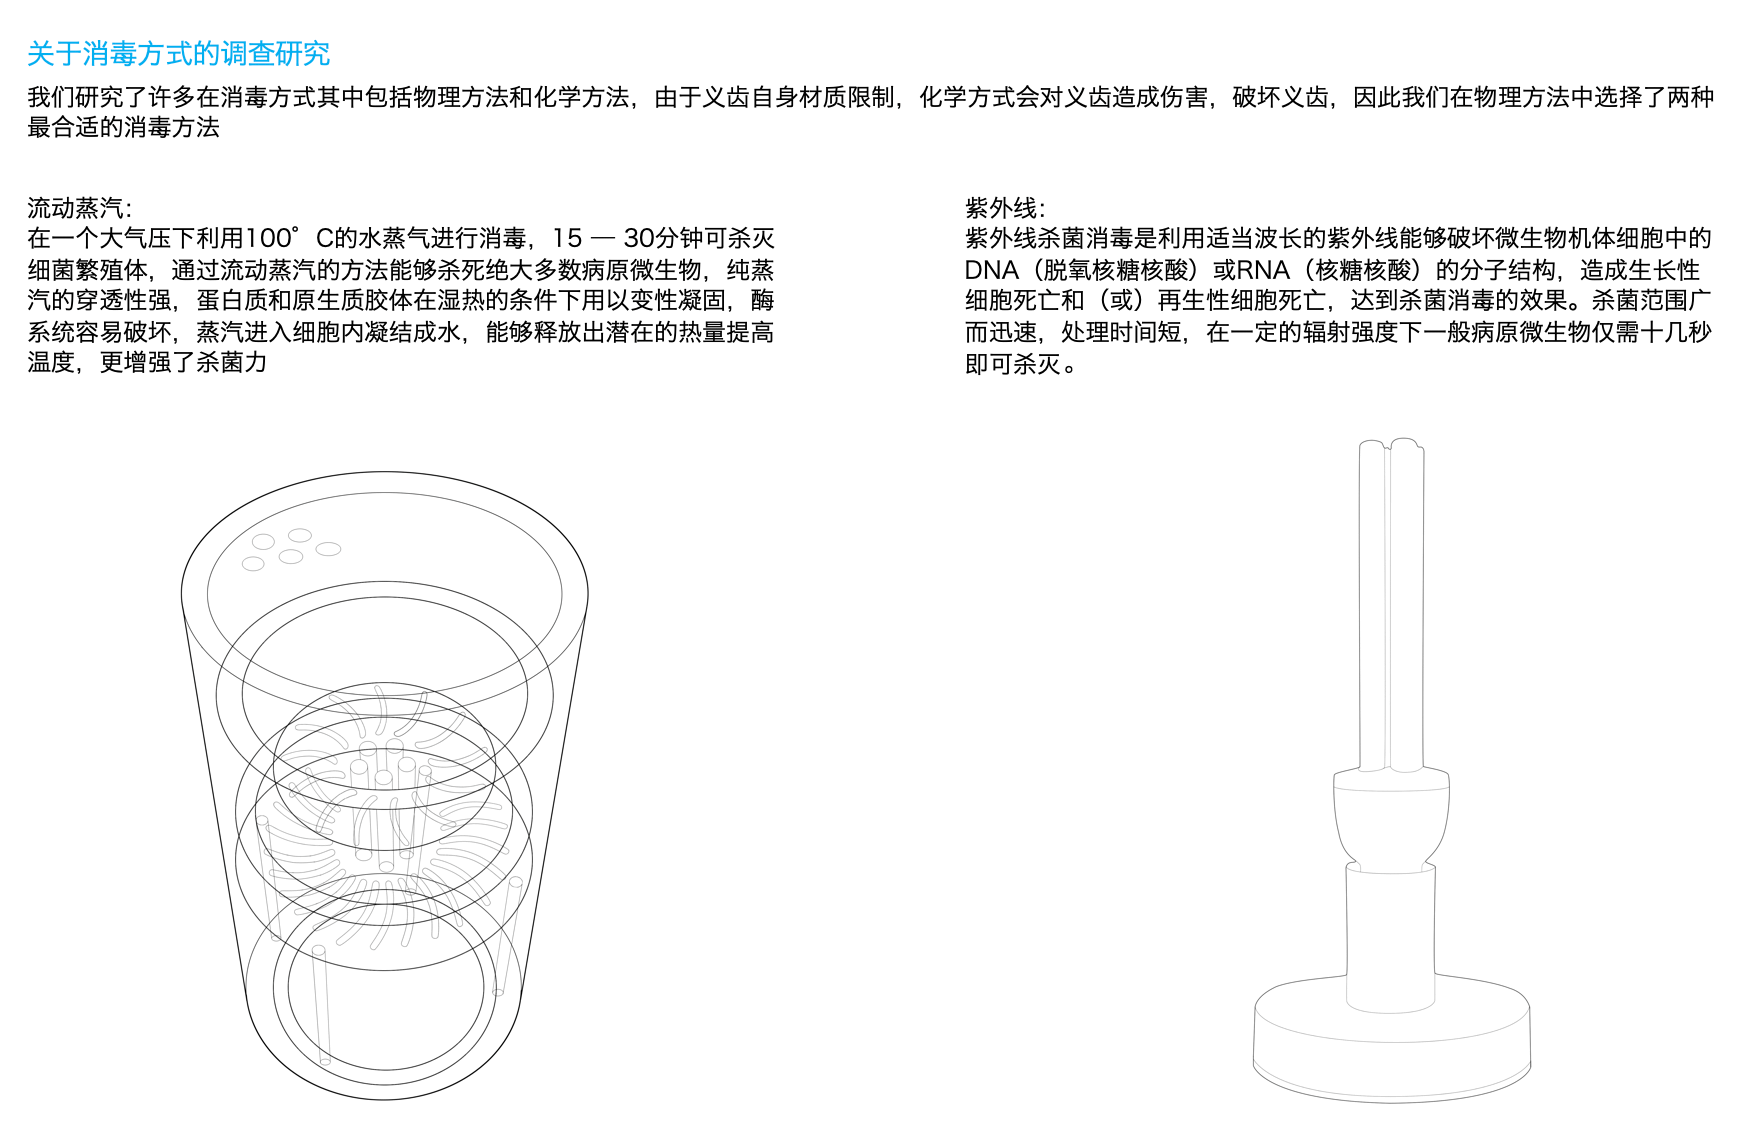 关于消毒方式的调查研究
我们研究了许多在消毒方式其中包括物理方法和化学方法，由于义齿自身材质限制，化学方式会对义齿造成伤害，破坏义齿，因此我们在物理方法中选择了两种
最合适的消毒方法
流动蒸汽：
在一个大气压下利用100°C的水蒸气进行消毒，15 — 30分钟可杀灭
细菌繁殖体，通过流动蒸汽的方法能够杀死绝大多数病原微生物，纯蒸
汽的穿透性强，蛋白质和原生质胶体在湿热的条件下用以变性凝固，酶
系统容易破坏，蒸汽进入细胞内凝结成水，能够释放出潜在的热量提高
温度，更增强了杀菌力
紫外线：
紫外线杀菌消毒是利用适当波长的紫外线能够破坏微生物机体细胞中的
DNA（脱氧核糖核酸）或RNA（核糖核酸）的分子结构，造成生长性
细胞死亡和（或）再生性细胞死亡，达到杀菌消毒的效果。杀菌范围广
而迅速，处理时间短，在一定的辐射强度下一般病原微生物仅需十几秒
即可杀灭。